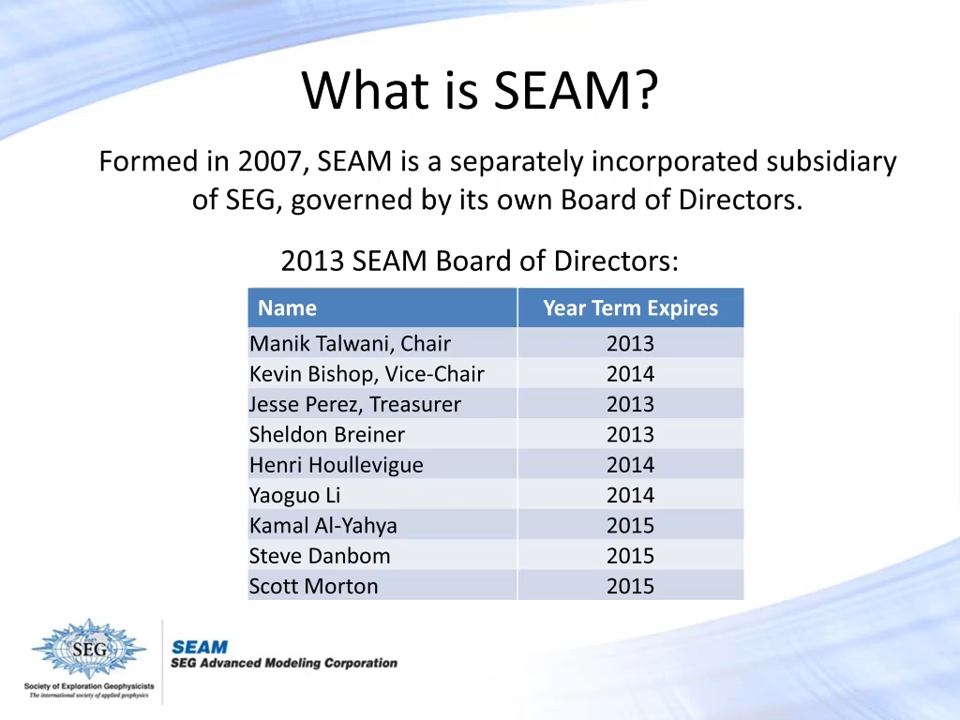 What is SEAM?
Formed in 2007, SEAM is a separately incorporated subsidiary
of SEG, governed by its own Board of Directors.
2013 SEAM Board of Directors:
Name Year Term Expires
Manik Talwani, Chair 2013
Kevin Bishop, Vice-Chair 2014
Jesse Perez, Treasurer 2013
Sheldon Breiner 2013
Henri Houllevigue 2014
Yaoguo Li 2014
Kamal Al-Yahya 2015
Steve Danbom 2015
Scott Morton 2015
SEG
Society of Exploration Geophysicists
The international society of applied geophysics
SEAM
SEG Advanced Modeling Corporation